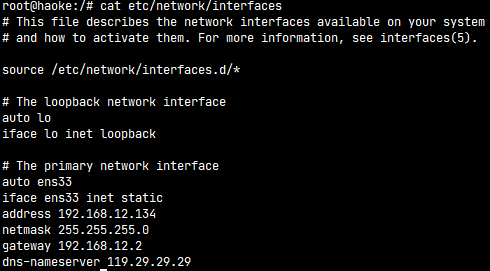 root@haoke:/# cat etc/network/interfaces
# This file describes the network interfaces available on your system
# and how to activate them. For more information, see interfaces(5).

source /etc/network/interfaces.d/*

# The loopback network interface
auto lo
iface lo inet loopback

# The primary network interface
auto ens33
iface ens33 inet static
address 192.168.12.134
netmask 255.255.255.0
gateway 192.168.12.2
dns-nameserver 119.29.29.29